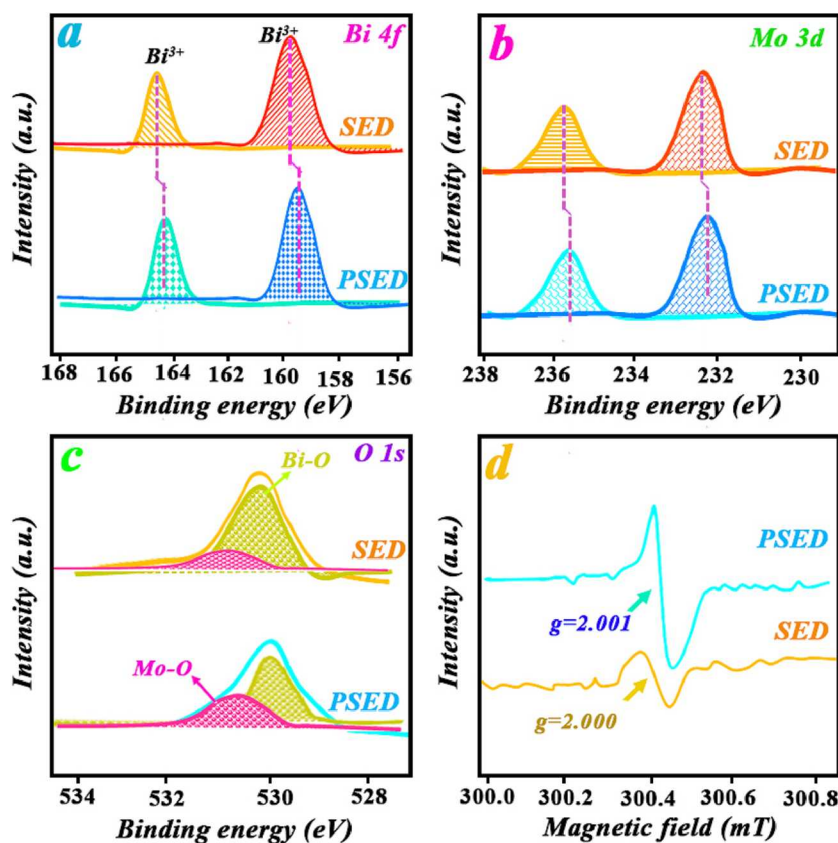 a
Bi³⁺
Bi³⁺
Bi 4f
SED
PSED
Intensity (a.u.)
168 166 164 162 160 158 156
Binding energy (eV)
b
Mo 3d
SED
PSED
Intensity (a.u.)
238 236 234 232 230
Binding energy (eV)
c
O 1s
Bi-O
SED
Mo-O
PSED
Intensity (a.u.)
534 532 530 528
Binding energy (eV)
d
PSED
g=2.001
SED
g=2.000
Intensity (a.u.)
300.0 300.2 300.4 300.6 300.8
Magnetic field (mT)